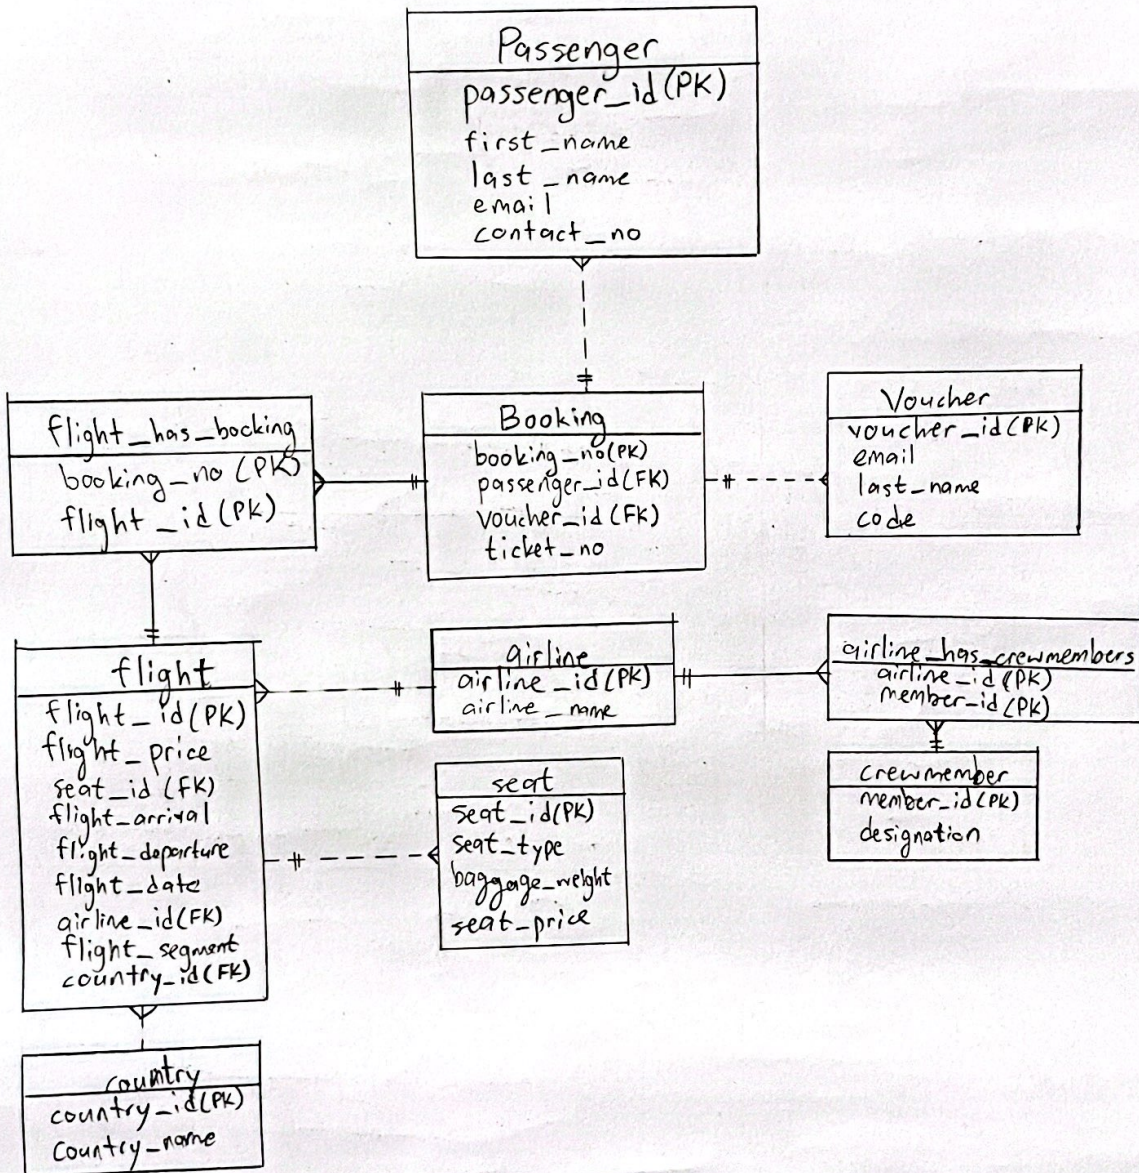 Passenger
passenger_id(PK)
first_name
last_name
email
contact_no
flight_has_booking
booking_no(PK)
flight_id(PK)
Booking
booking_no(PK)
passenger_id(FK)
voucher_id(FK)
ticket_no
Voucher
voucher_id(PK)
email
last_name
code
flight
flight_id(PK)
flight_price
seat_id(FK)
flight_arrival
flight_departure
flight_date
airline_id(FK)
flight_segment
country_id(FK)
airline
airline_id(PK)
airline_name
airline_has_crewmembers
airline_id(PK)
member_id(PK)
seat
seat_id(PK)
seat_type
baggage_weight
seat_price
crewmember
member_id(PK)
designation
country
country_id(PK)
country_name